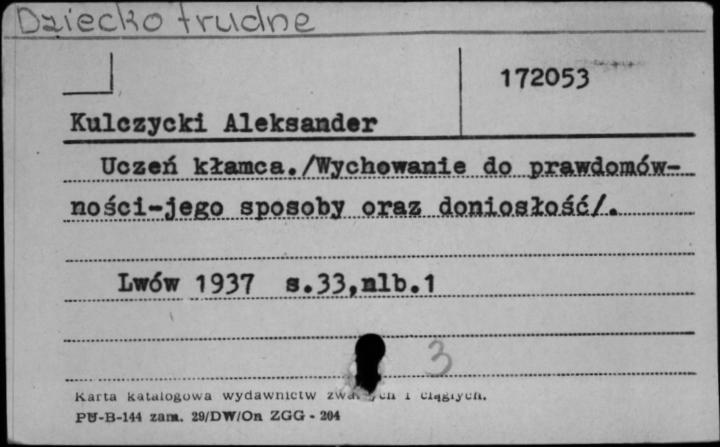 Dziecko trudne
172053
Kulczycki Aleksander
Uczeń kłamca./Wychowanie do prawdomów-
ności-jego sposoby oraz doniosłość/.
Lwów 1937 s.33,nlb.1
3
Karta katalogowa wydawnictw i ciągłych.
PU-B-144 zam. 29/DW/On ZGG - 204